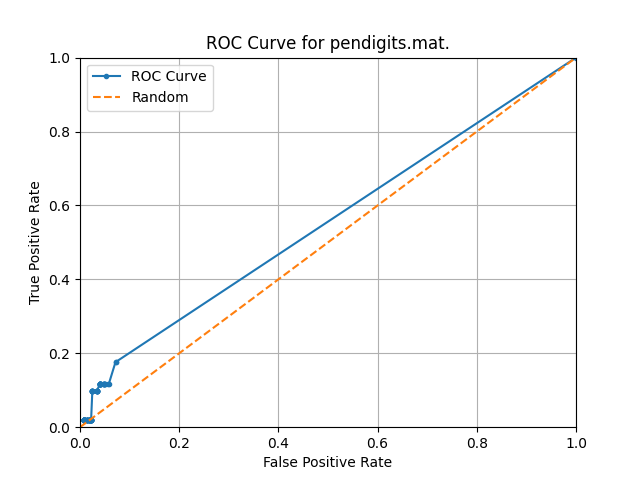 ROC Curve for pendigits.mat.
True Positive Rate
1.0
0.8
0.6
0.4
0.2
0.0
ROC Curve
Random
0.0 0.2 0.4 0.6 0.8 1.0
False Positive Rate